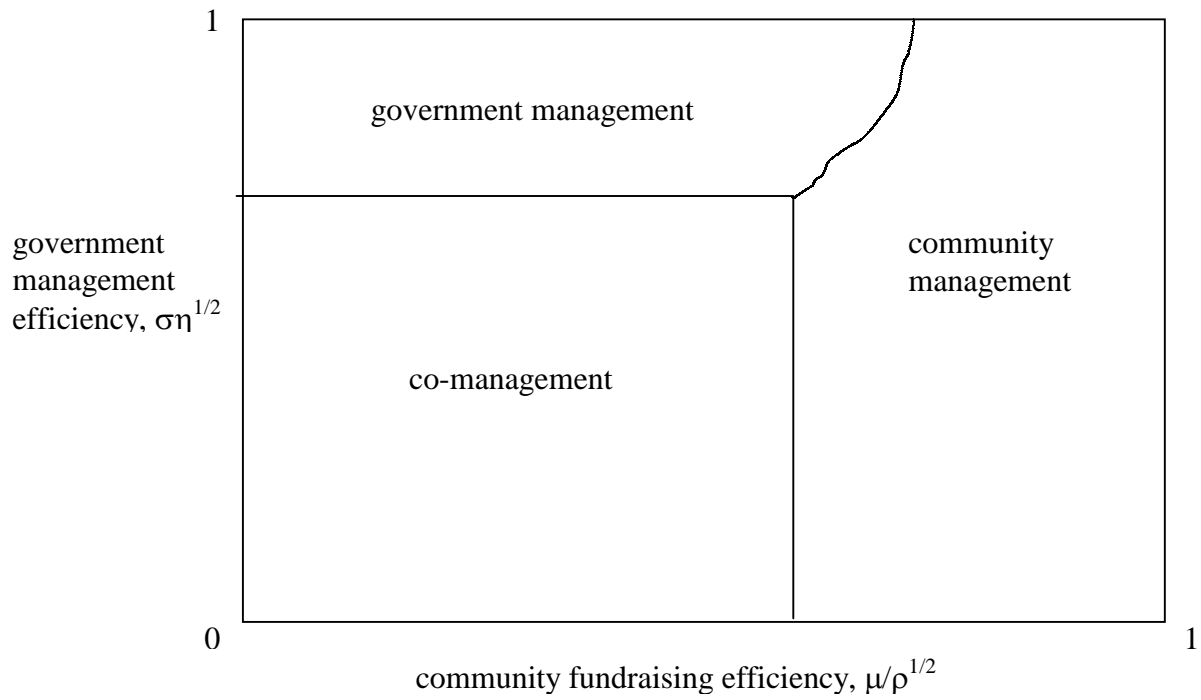 1
government management
government
management
efficiency, ση^1/2
community
management
co-management
0
1
community fundraising efficiency, μ/ρ^1/2